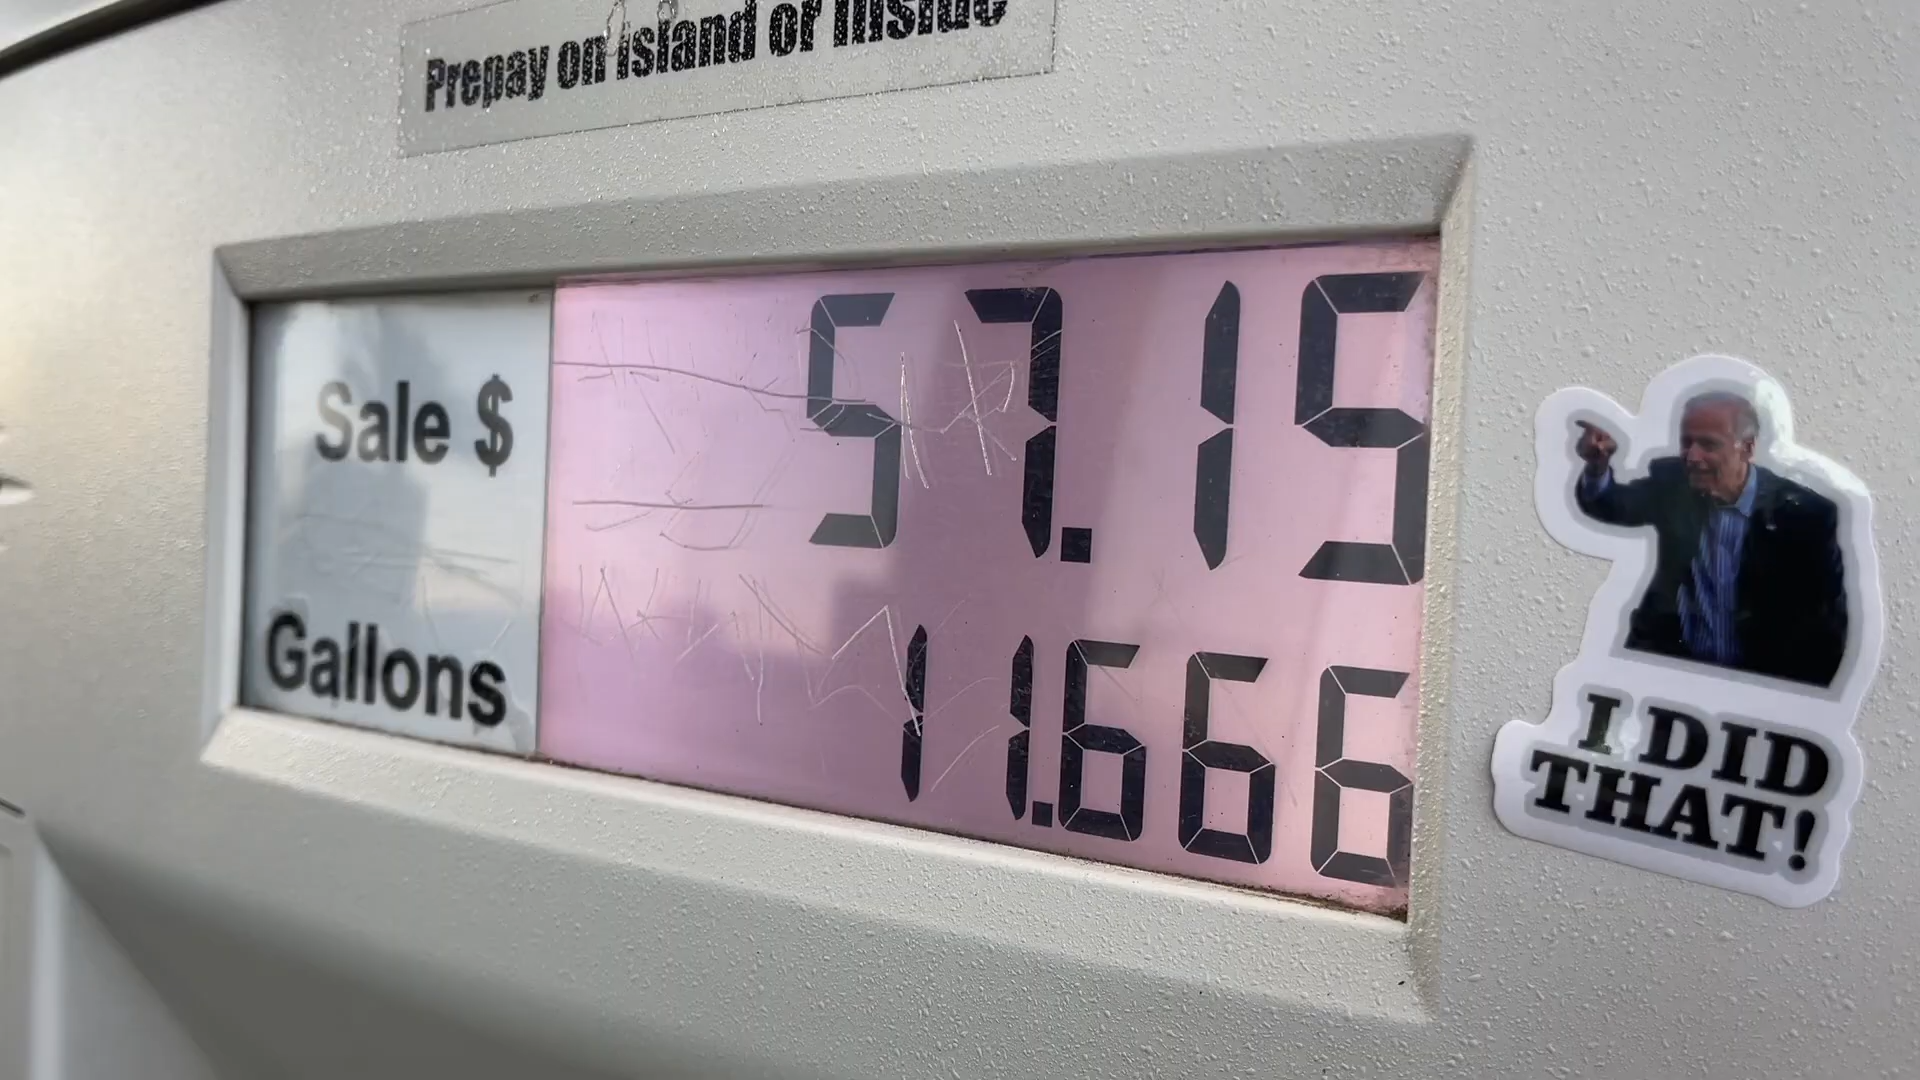 Prepay on island or inside
Sale $ 57.15
Gallons 11.666
I DID
THAT!